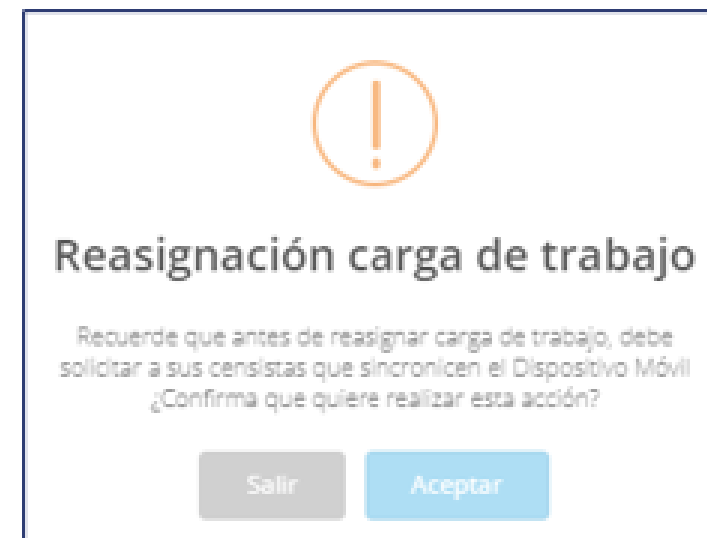 Reasignación carga de trabajo
Recuerde que antes de reasignar carga de trabajo, debe
solicitar a sus censistas que sincronicen el Dispositivo Móvil
¿Confirma que quiere realizar esta acción?
Salir
Aceptar